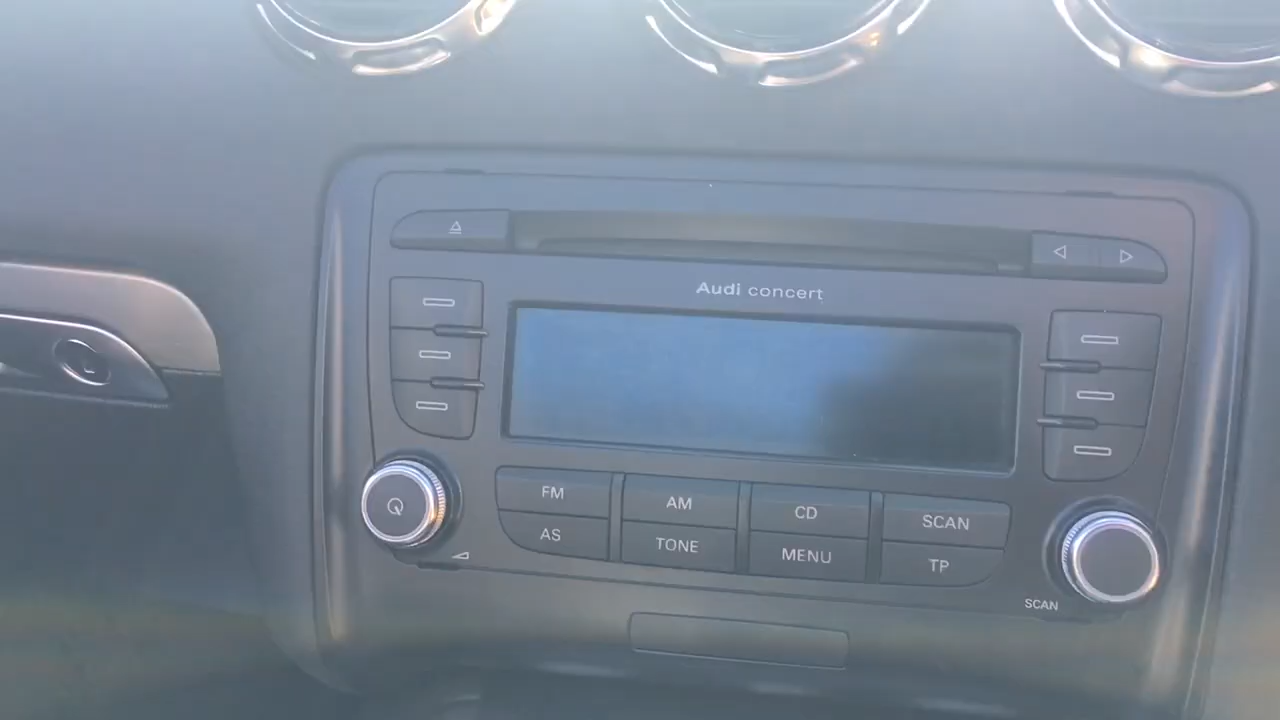 Audi concert
FM
AM
CD
SCAN
AS
TONE
MENU
TP
SCAN